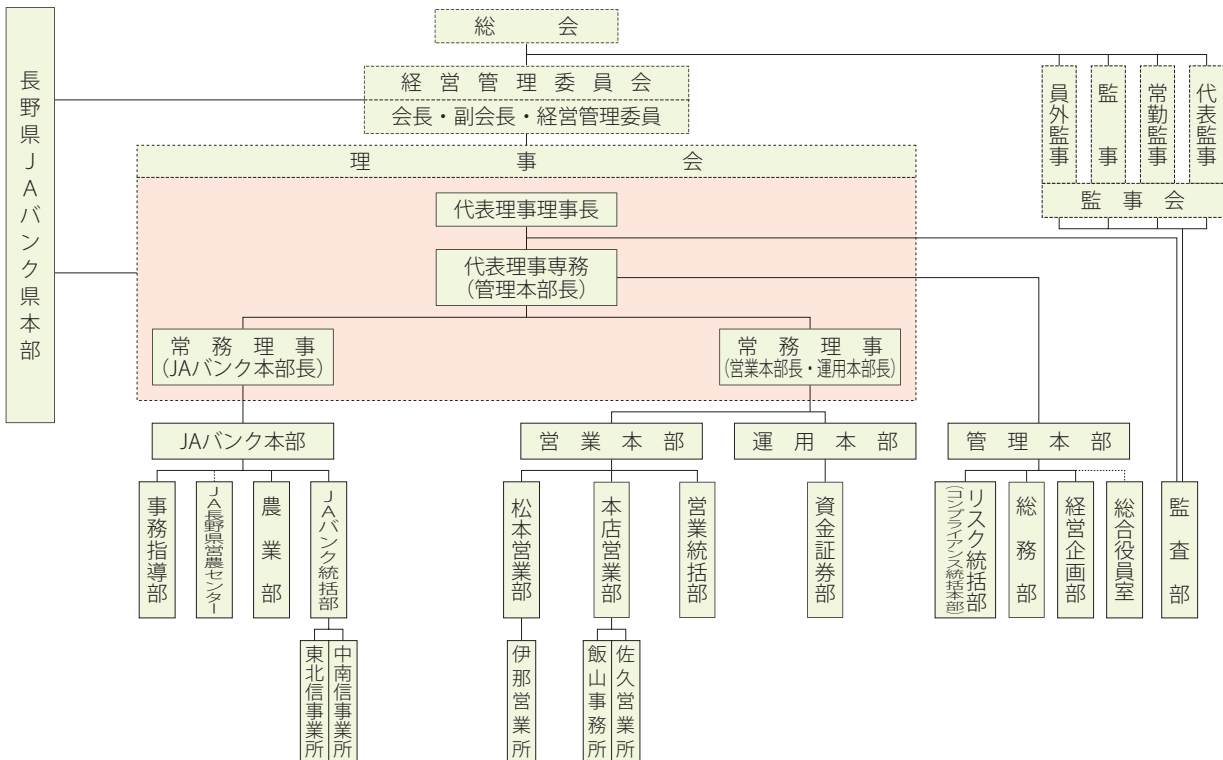 長野県JAバンク県本部
総会
経営管理委員会
会長・副会長・経営管理委員
理事会
代表理事理事長
代表理事専務
(管理本部長)
常務理事
(JAバンク本部長)
常務理事
(営業本部長・運用本部長)
員外監事
監事
常勤監事
代表監事
監事会
JAバンク本部
営業本部
運用本部
管理本部
事務指導部
JA長野県営農センター
農業部
JAバンク統括部
松本営業部
本店営業部
営業統括部
資金証券部
リスク統括部
(コンプライアンス統括本部)
総務部
経営企画部
総合役員室
監査部
東北信事業所
中南信事業所
伊那営業所
飯山事務所
佐久営業所